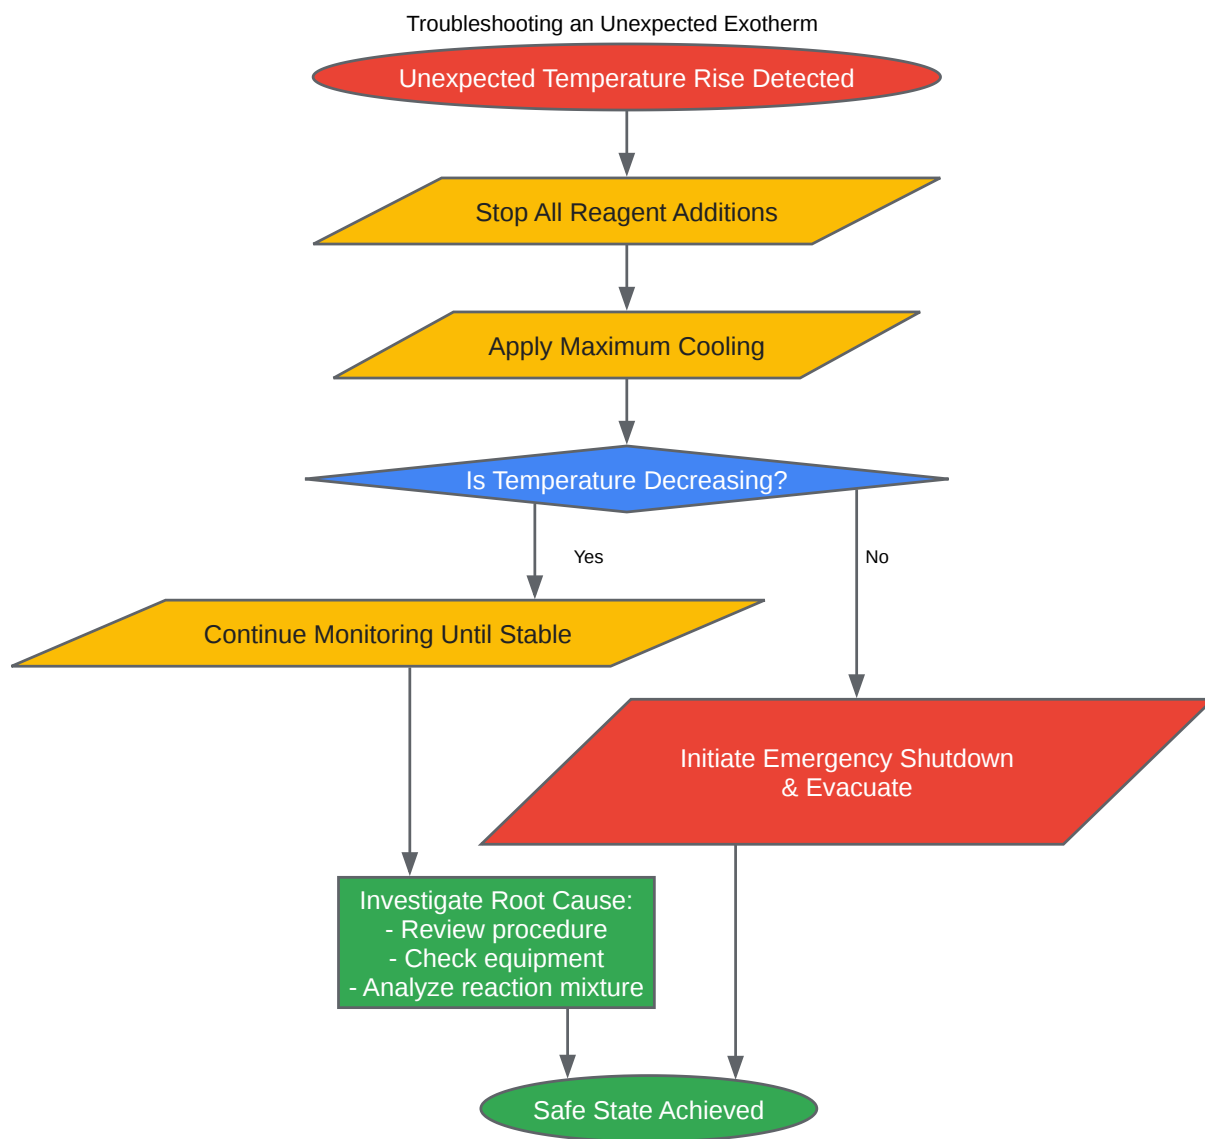 Troubleshooting an Unexpected Exotherm
Unexpected Temperature Rise Detected
Stop All Reagent Additions
Apply Maximum Cooling
Is Temperature Decreasing?
Yes
No
Continue Monitoring Until Stable
Initiate Emergency Shutdown
& Evacuate
Investigate Root Cause:
- Review procedure
- Check equipment
- Analyze reaction mixture
Safe State Achieved